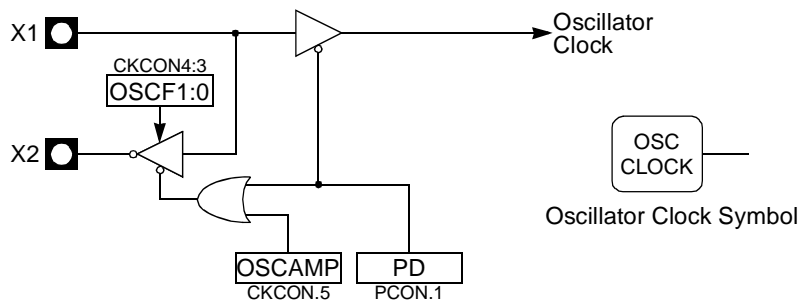 X1
Oscillator
Clock
CKCON4:3
OSCF1:0
X2
OSC
CLOCK
Oscillator Clock Symbol
OSCAMP
PD
CKCON.5
PCON.1